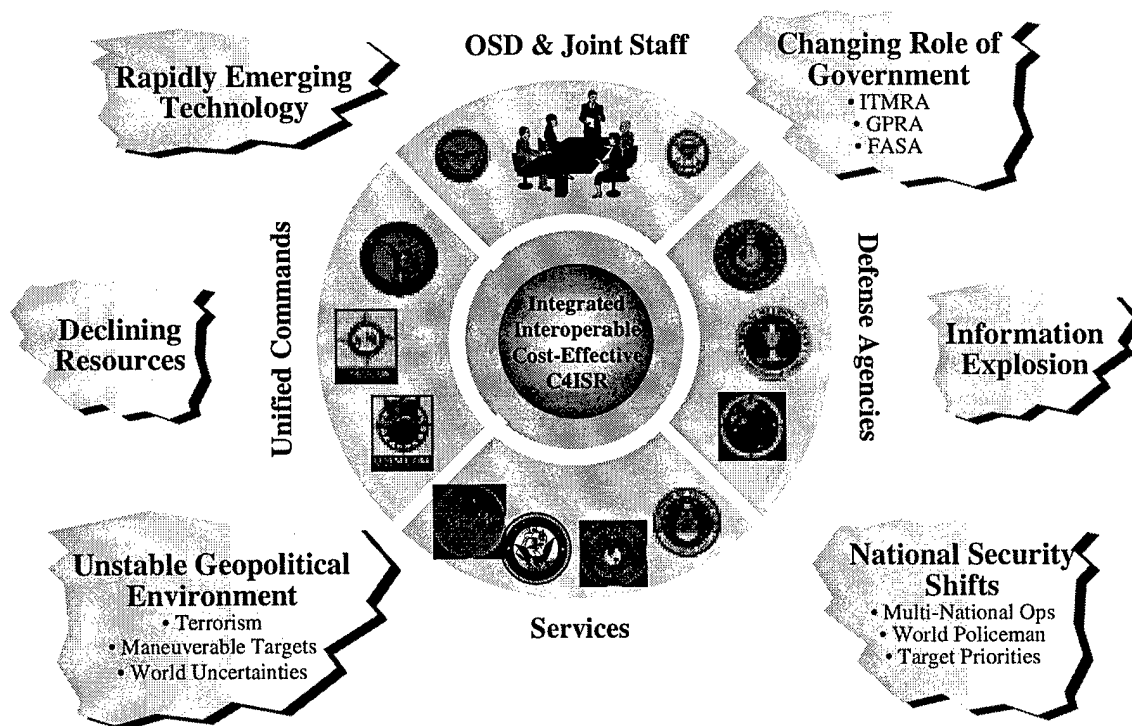 OSD & Joint Staff
Rapidly Emerging
Technology
Changing Role of
Government
• ITMRA
• GPRA
• FASA
Unified Commands
Defense Agencies
Declining
Resources
Integrated
Interoperable
Cost-Effective
C4ISR
Information
Explosion
Unstable Geopolitical
Environment
• Terrorism
• Maneuverable Targets
• World Uncertainties
Services
National Security
Shifts
• Multi-National Ops
• World Policeman
• Target Priorities